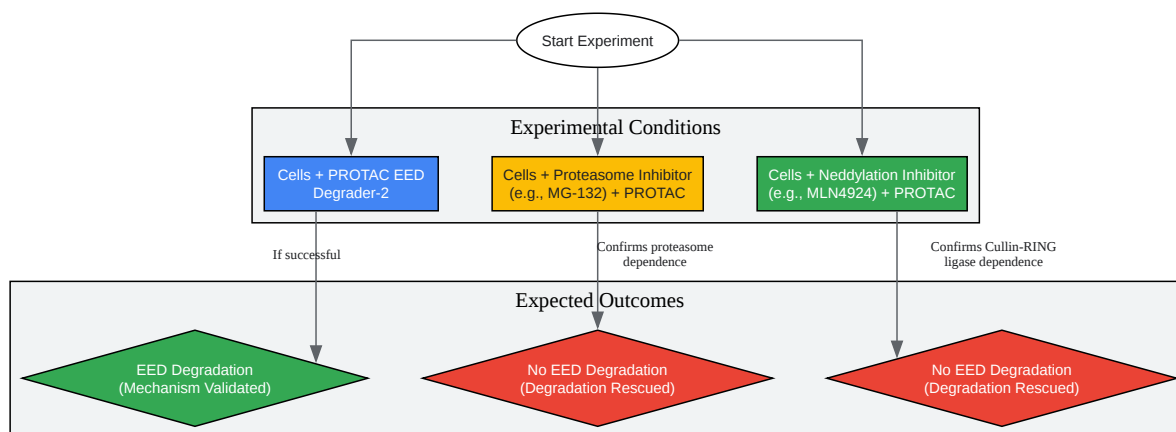 Start Experiment
Experimental Conditions
Cells + PROTAC EED
Degrader-2
Cells + Proteasome Inhibitor
(e.g., MG-132) + PROTAC
Cells + Neddylation Inhibitor
(e.g., MLN4924) + PROTAC
If successful
Confirms proteasome
dependence
Confirms Cullin-RING
ligase dependence
Expected Outcomes
EED Degradation
(Mechanism Validated)
No EED Degradation
(Degradation Rescued)
No EED Degradation
(Degradation Rescued)